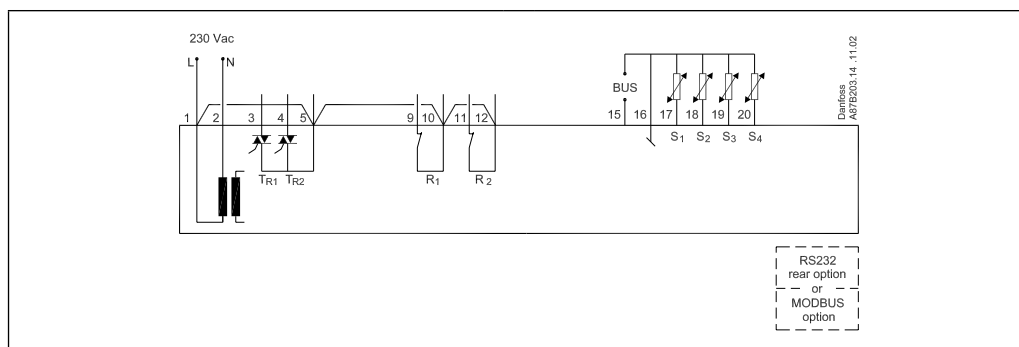 230 Vac
L N
BUS
1 2 3 4 5 9 10 11 12 15 16 17 18 19 20
TR1 TR2 R1 R2 S1 S2 S3 S4
Danfoss
A87B203.14 .11.02
RS232
rear option
or
MODBUS
option